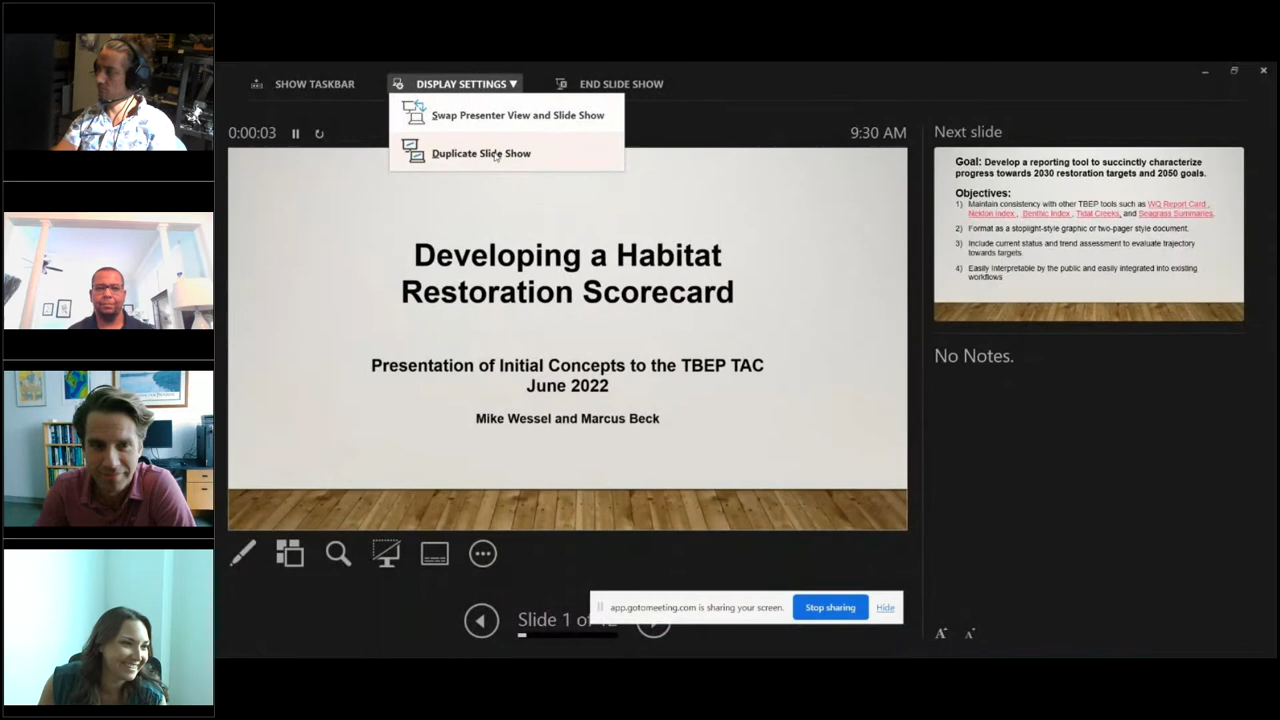 SHOW TASKBAR
DISPLAY SETTINGS ▼
END SLIDE SHOW
Swap Presenter View and Slide Show
Duplicate Slide Show
0:00:03
9:30 AM
Developing a Habitat
Restoration Scorecard
Presentation of Initial Concepts to the TBEP TAC
June 2022
Mike Wessel and Marcus Beck
Next slide
Goal: Develop a reporting tool to succinctly characterize
progress towards 2030 restoration targets and 2050 goals.
Objectives:
1) Maintain consistency with other TBEP tools such as WQ Report Card ,
Nekton Index , Benthic Index , Tidal Creeks, and Seagrass Summaries.
2) Format as a stoplight-style graphic or two-pager style document.
3) Include current status and trend assessment to evaluate trajectory
towards targets.
4) Easily Interpretable by the public and easily integrated into existing
workflows
No Notes.
app.gotomeeting.com is sharing your screen.
Stop sharing
Hide
Slide 1 of
A
A